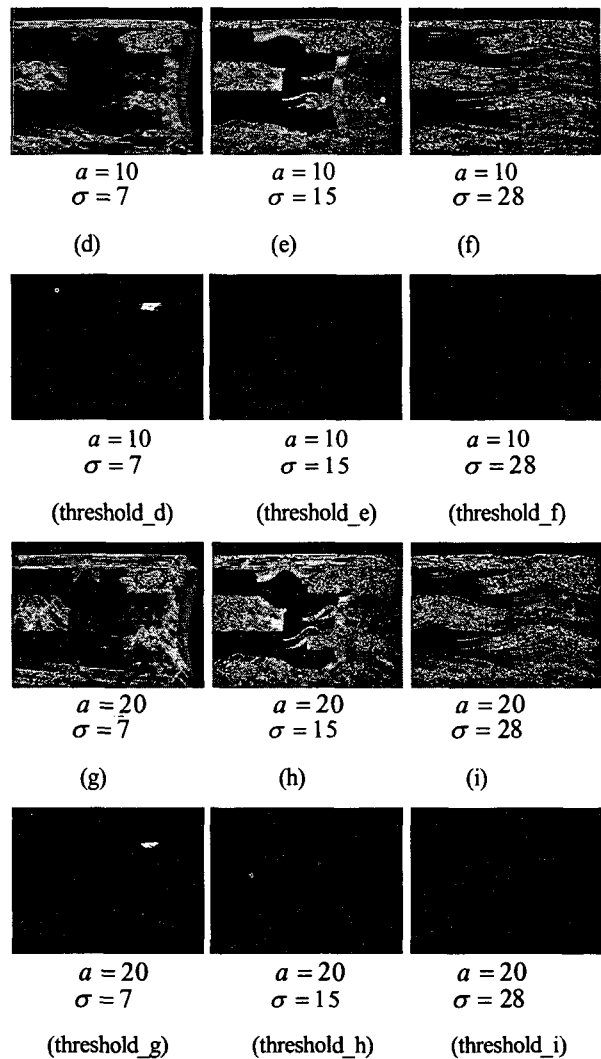 a = 10 a = 10 a = 10
σ = 7 σ = 15 σ = 28
(d) (e) (f)
a = 10 a = 10 a = 10
σ = 7 σ = 15 σ = 28
(threshold_d) (threshold_e) (threshold_f)
a = 20 a = 20 a = 20
σ = 7 σ = 15 σ = 28
(g) (h) (i)
a = 20 a = 20 a = 20
σ = 7 σ = 15 σ = 28
(threshold_g) (threshold_h) (threshold_i)